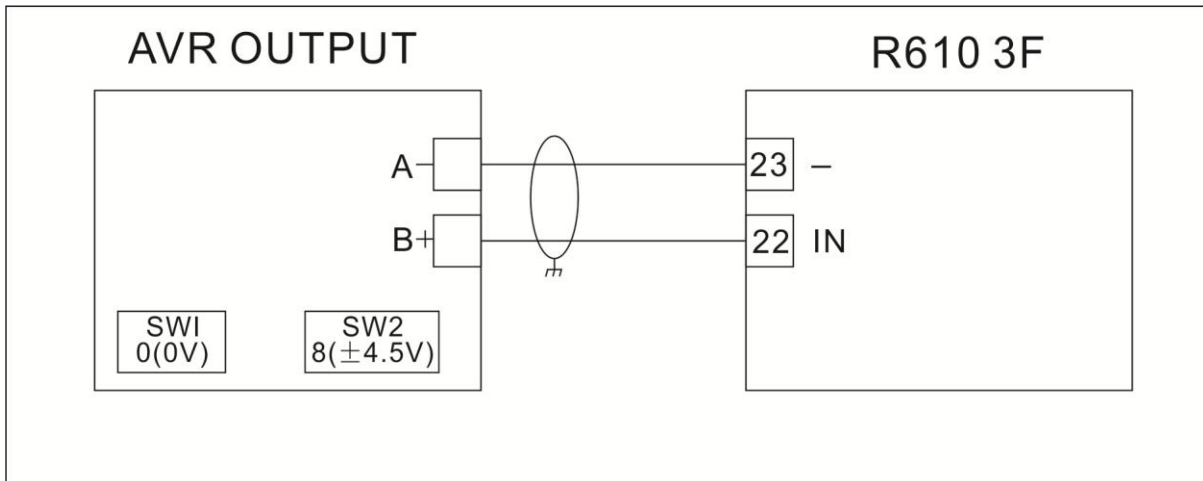 AVR OUTPUT
R610 3F
A−
23 −
B+
22 IN
SWI
0(0V)
SW2
8(±4.5V)